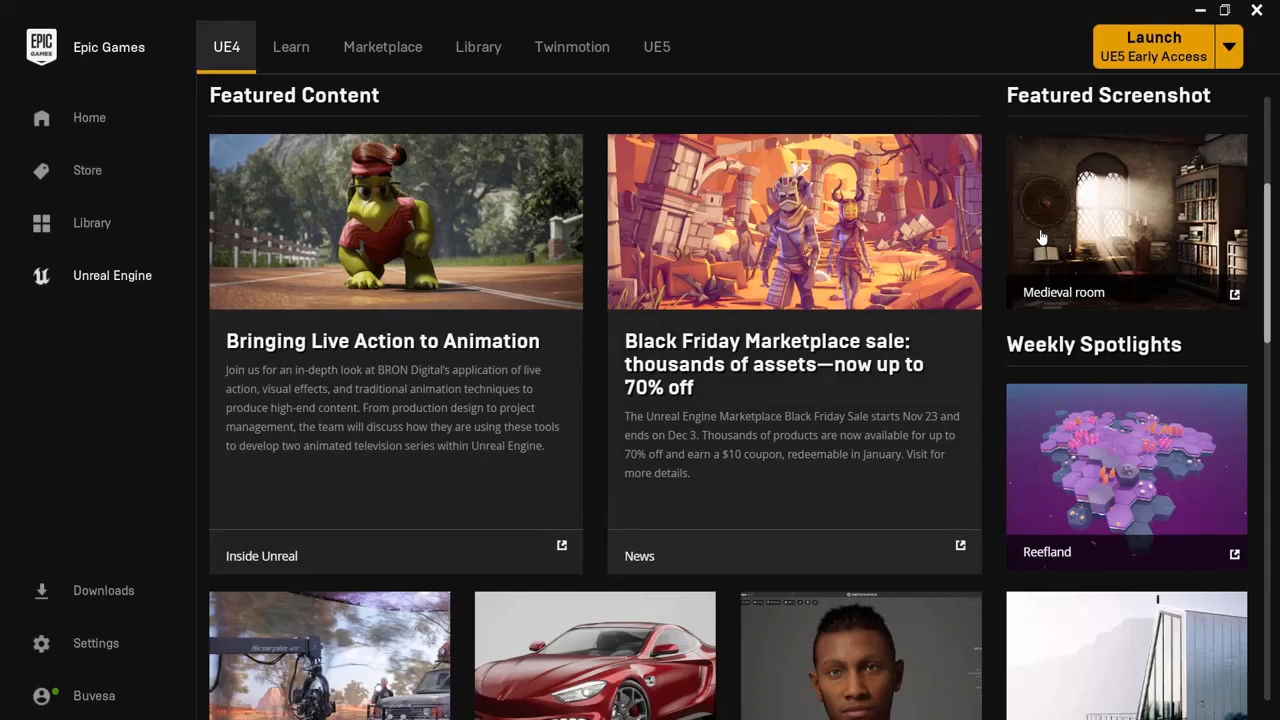 EPIC
GAMES
Epic Games
Home
Store
Library
Unreal Engine
Downloads
Settings
Buvesa
UE4
Learn
Marketplace
Library
Twinmotion
UE5
Launch
UE5 Early Access
Featured Content
Bringing Live Action to Animation
Join us for an in-depth look at BRON Digital's application of live
action, visual effects, and traditional animation techniques to
produce high-end content. From production design to project
management, the team will discuss how they are using these tools
to develop two animated television series within Unreal Engine.
Inside Unreal
Black Friday Marketplace sale:
thousands of assets—now up to
70% off
The Unreal Engine Marketplace Black Friday Sale starts Nov 23 and
ends on Dec 3. Thousands of products are now available for up to
70% off and earn a $10 coupon, redeemable in January. Visit for
more details.
News
Featured Screenshot
Medieval room
Weekly Spotlights
Reefland